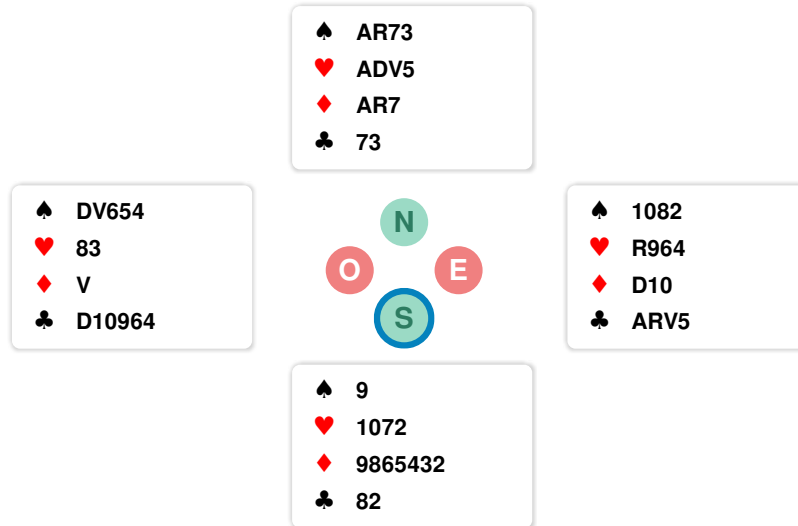 ♠ AR73
♥ ADV5
♦ AR7
♣ 73
♠ DV654
♥ 83
♦ V
♣ D10964
N
O E
S
♠ 1082
♥ R964
♦ D10
♣ ARV5
♠ 9
♥ 1072
♦ 9865432
♣ 82